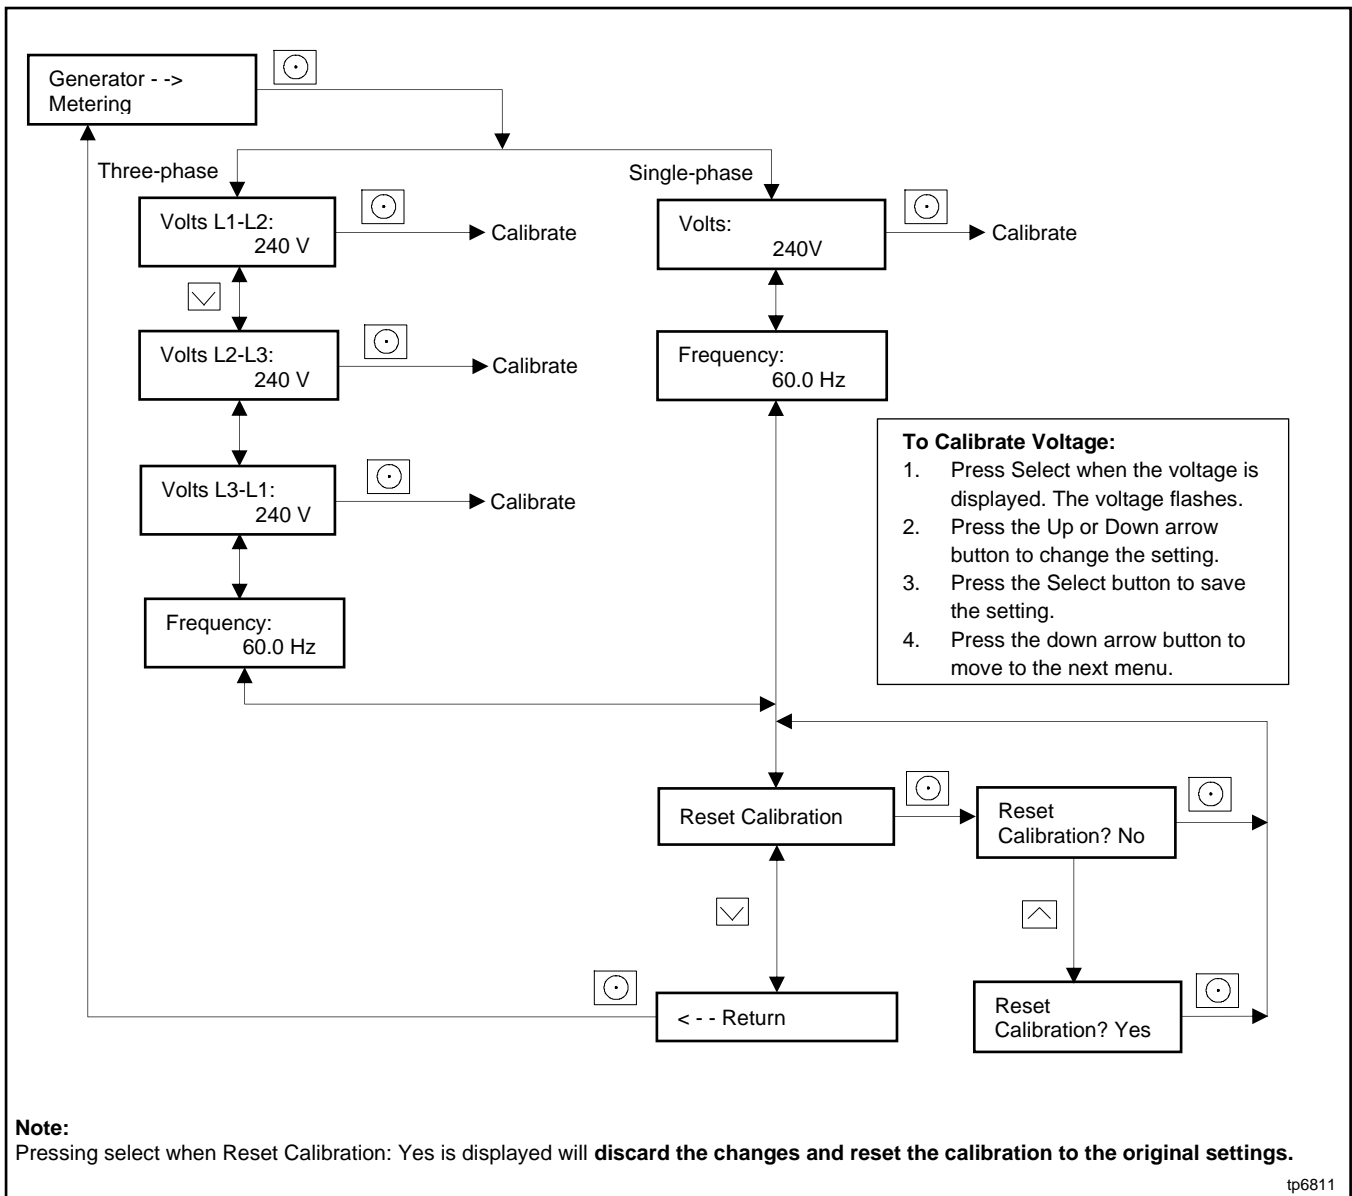 Generator - ->
Metering
Three-phase
Single-phase
Volts L1-L2:
240 V
Calibrate
Volts:
240V
Calibrate
Volts L2-L3:
240 V
Calibrate
Frequency:
60.0 Hz
Volts L3-L1:
240 V
Calibrate
Frequency:
60.0 Hz
To Calibrate Voltage:
1. Press Select when the voltage is
displayed. The voltage flashes.
2. Press the Up or Down arrow
button to change the setting.
3. Press the Select button to save
the setting.
4. Press the down arrow button to
move to the next menu.
Reset Calibration
Reset
Calibration? No
< - - Return
Reset
Calibration? Yes
Note:
Pressing select when Reset Calibration: Yes is displayed will discard the changes and reset the calibration to the original settings.
tp6811